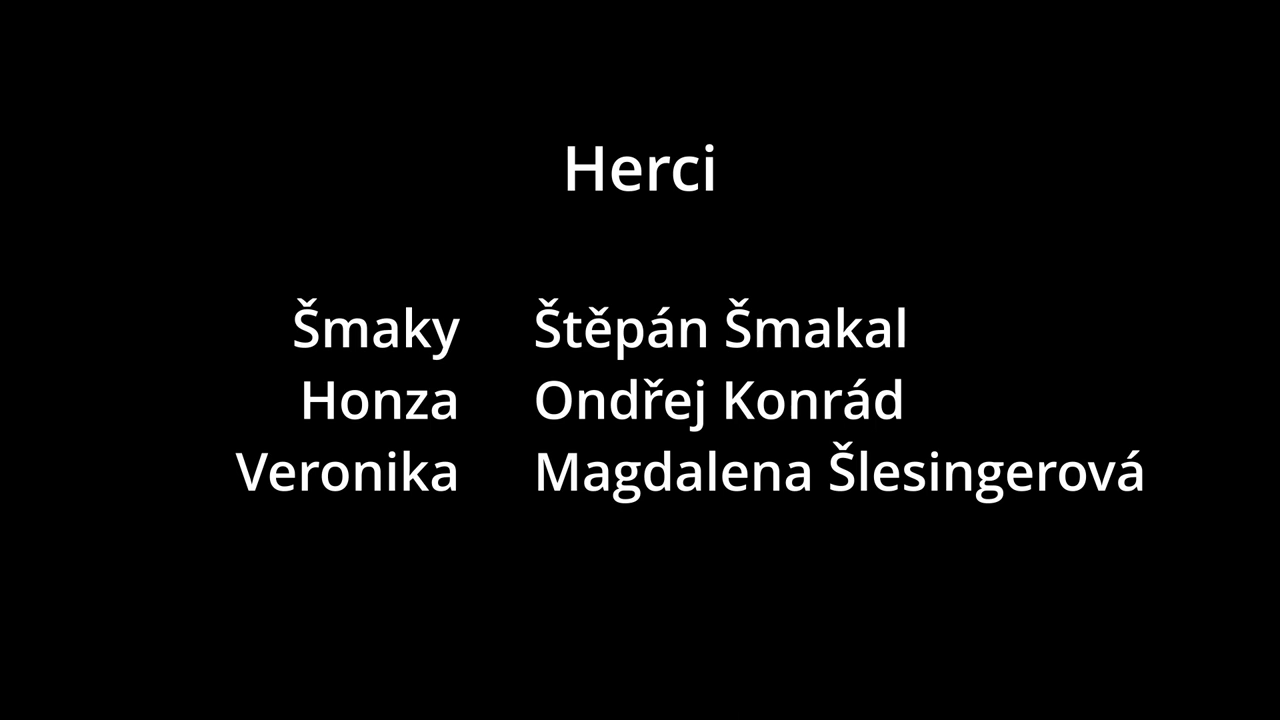 Herci
Šmaky Štěpán Šmakal
Honza Ondřej Konrád
Veronika Magdalena Šlesingerová